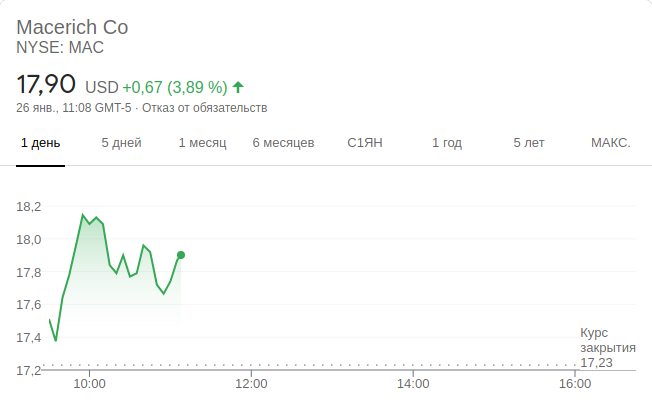 Macerich Co
NYSE: MAC
17,90 USD +0,67 (3,89 %)
26 янв., 11:08 GMT-5 · Отказ от обязательств
1 день 5 дней 1 месяц 6 месяцев С1ЯН 1 год 5 лет МАКС.
18,2
18,0
17,8
17,6
17,4
17,2
Курс
закрытия
17,23
10:00 12:00 14:00 16:00